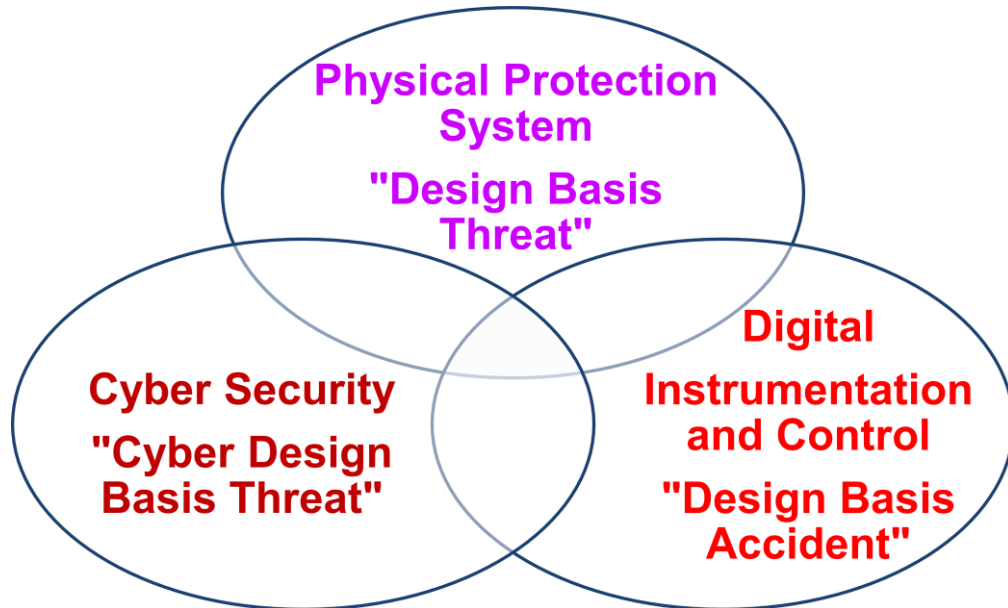 Physical Protection
System
"Design Basis
Threat"
Cyber Security
"Cyber Design
Basis Threat"
Digital
Instrumentation
and Control
"Design Basis
Accident"